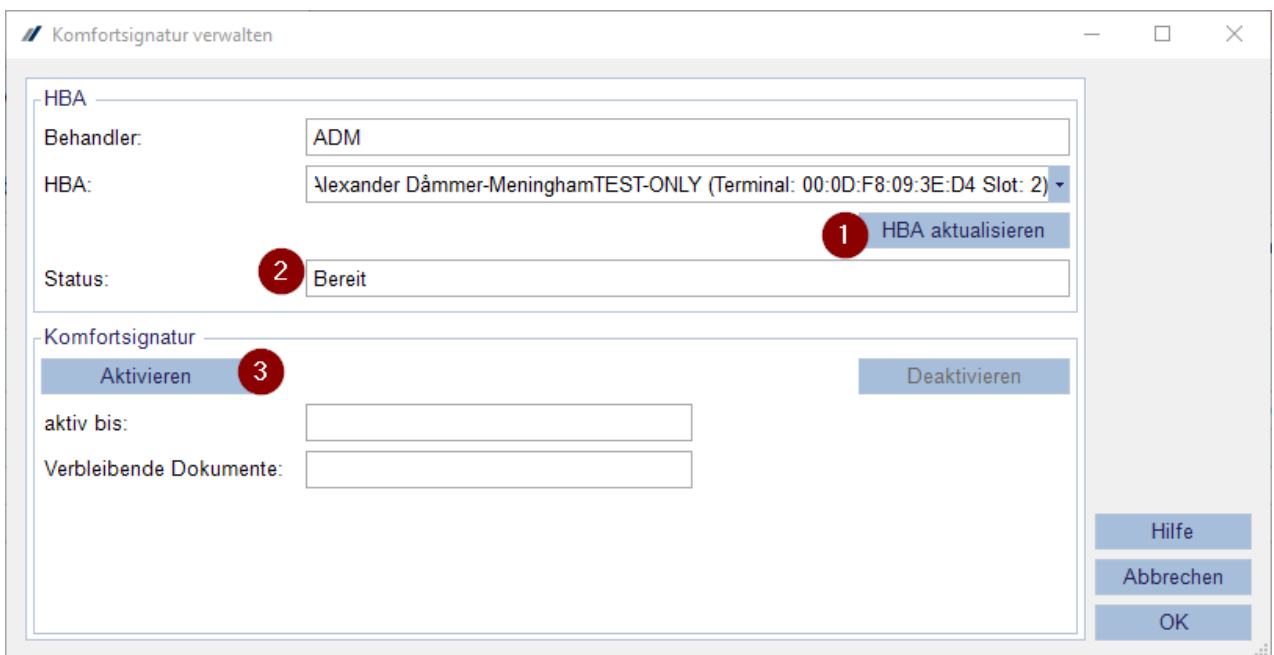 Komfortsignatur verwalten
HBA
Behandler: ADM
HBA: Alexander Dåmmer-MeninghamTEST-ONLY (Terminal: 00:0D:F8:09:3E:D4 Slot: 2)
1 HBA aktualisieren
Status: 2 Bereit
Komfortsignatur
Aktivieren 3 Deaktivieren
aktiv bis:
Verbleibende Dokumente:
Hilfe
Abbrechen
OK